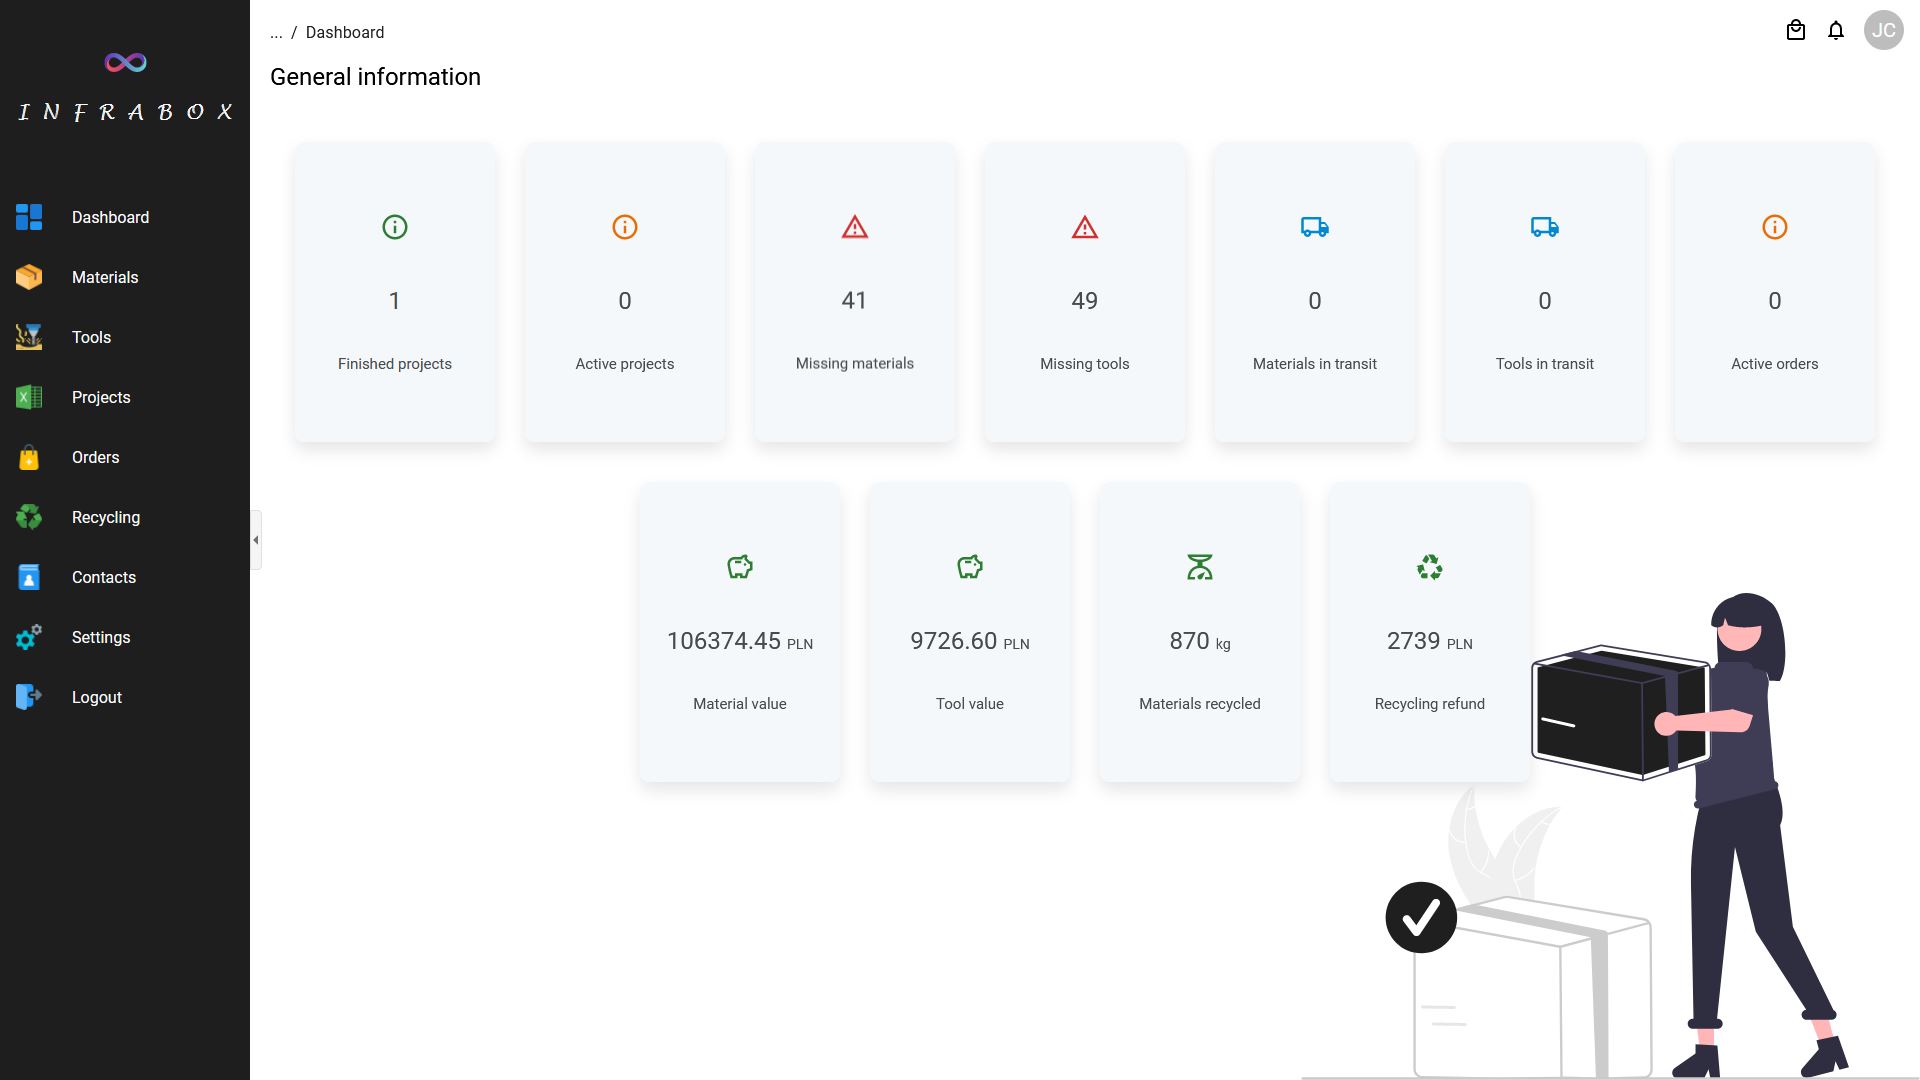 ... / Dashboard
JC
General information
I N F R A B O X
Dashboard
Materials
Tools
Projects
Orders
Recycling
Contacts
Settings
Logout
1
Finished projects
0
Active projects
41
Missing materials
49
Missing tools
0
Materials in transit
0
Tools in transit
0
Active orders
106374.45 PLN
Material value
9726.60 PLN
Tool value
870 kg
Materials recycled
2739 PLN
Recycling refund